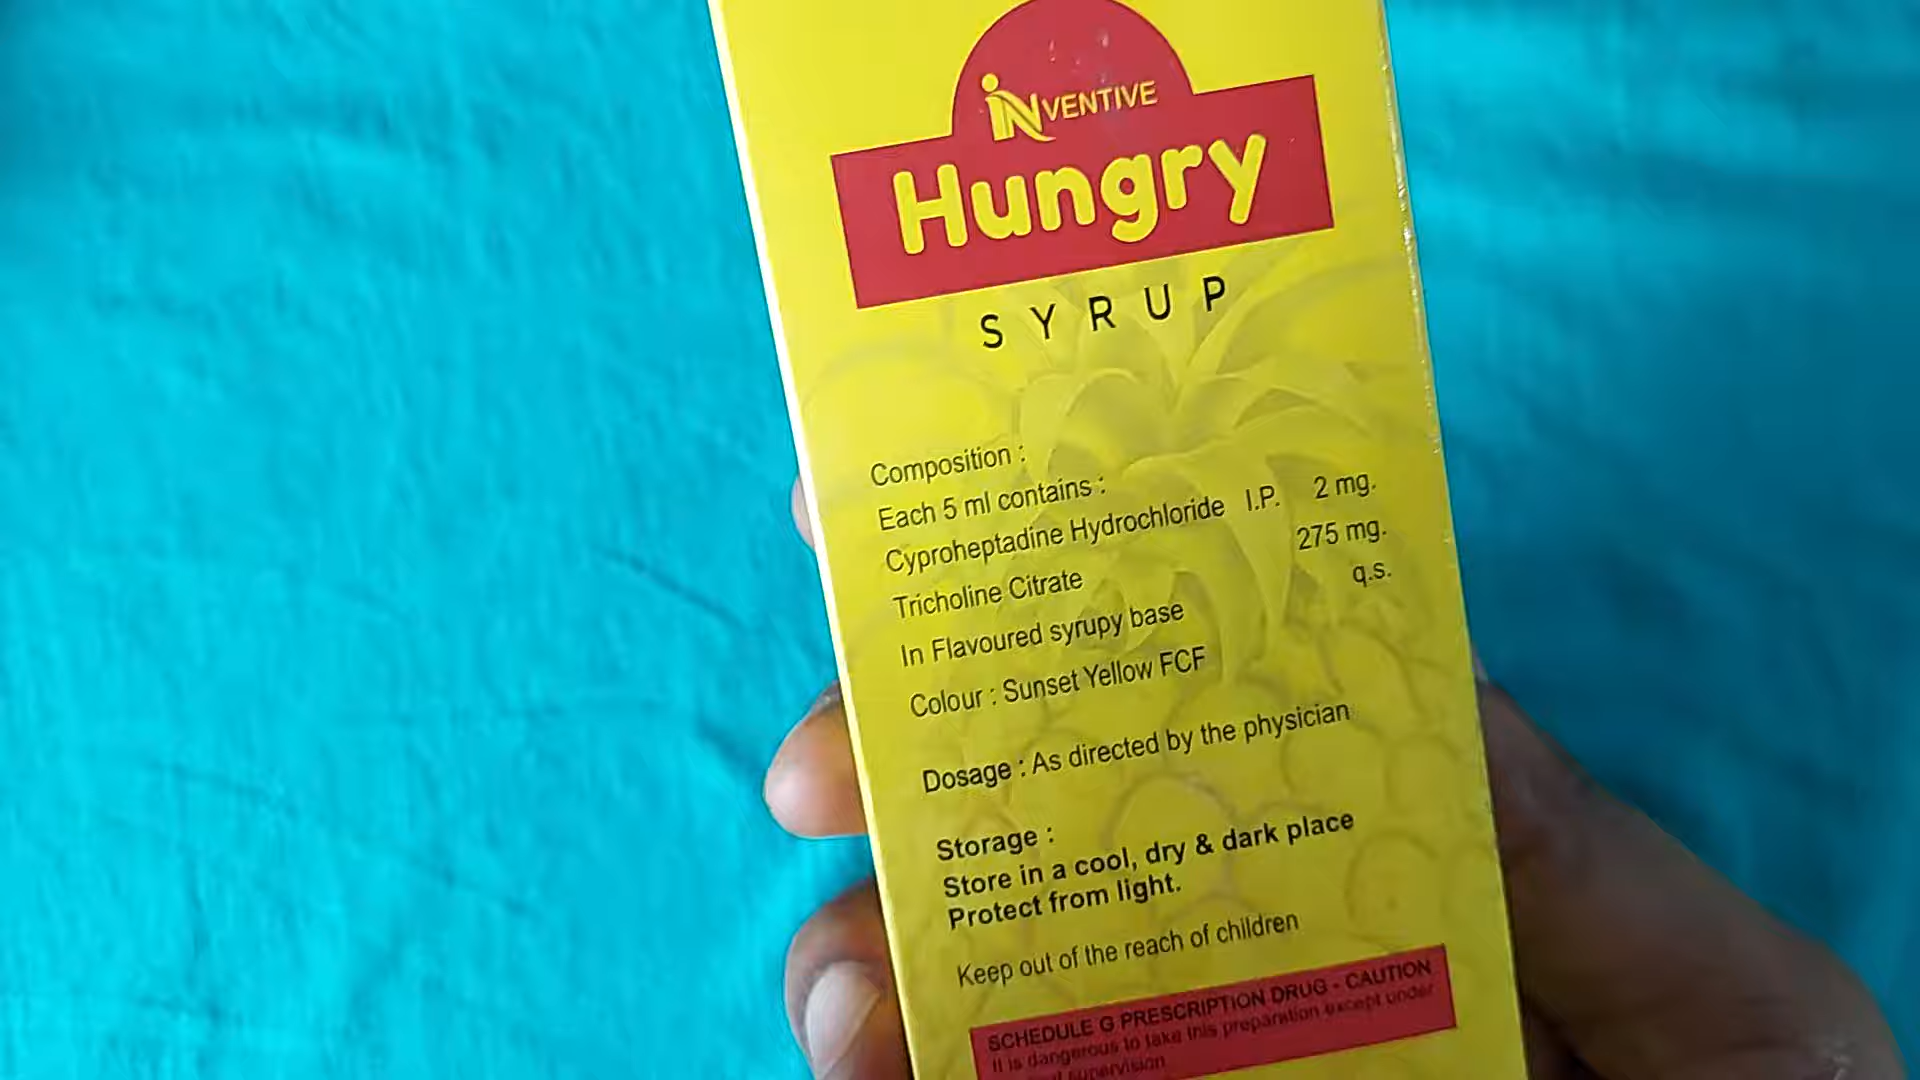 iNVENTIVE
Hungry
SYRUP
Composition :
Each 5 ml contains :
Cyproheptadine Hydrochloride I.P. 2 mg.
Tricholine Citrate 275 mg.
In Flavoured syrupy base q.s.
Colour : Sunset Yellow FCF
Dosage : As directed by the physician
Storage :
Store in a cool, dry & dark place
Protect from light.
Keep out of the reach of children
SCHEDULE G PRESCRIPTION DRUG - CAUTION
It is dangerous to take this preparation except under
supervision